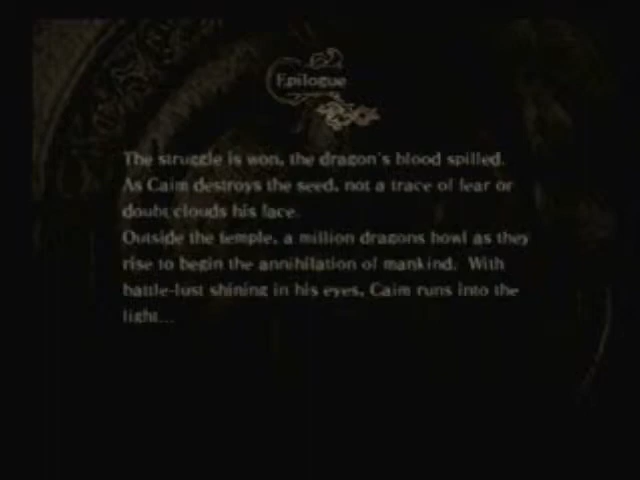 Epilogue
The struggle is won, the dragon's blood spilled.
As Caim destroys the seed, not a trace of fear or
doubt clouds his face.
Outside the temple, a million dragons howl as they
rise to begin the annihilation of mankind. With
battle-lust shining in his eyes, Caim runs into the
light...